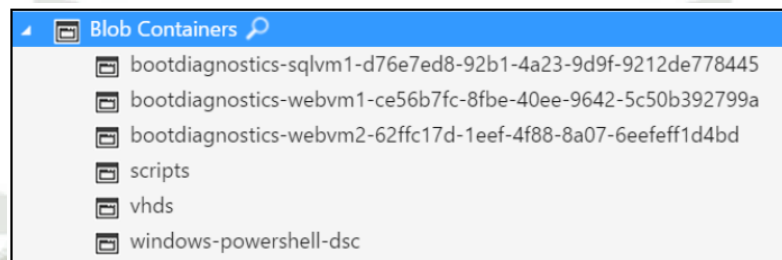 Blob Containers
bootdiagnostics-sqlvm1-d76e7ed8-92b1-4a23-9d9f-9212de778445
bootdiagnostics-webvm1-ce56b7fc-8fbe-40ee-9642-5c50b392799a
bootdiagnostics-webvm2-62ffc17d-1eef-4f88-8a07-6eefeff1d4bd
scripts
vhds
windows-powershell-dsc